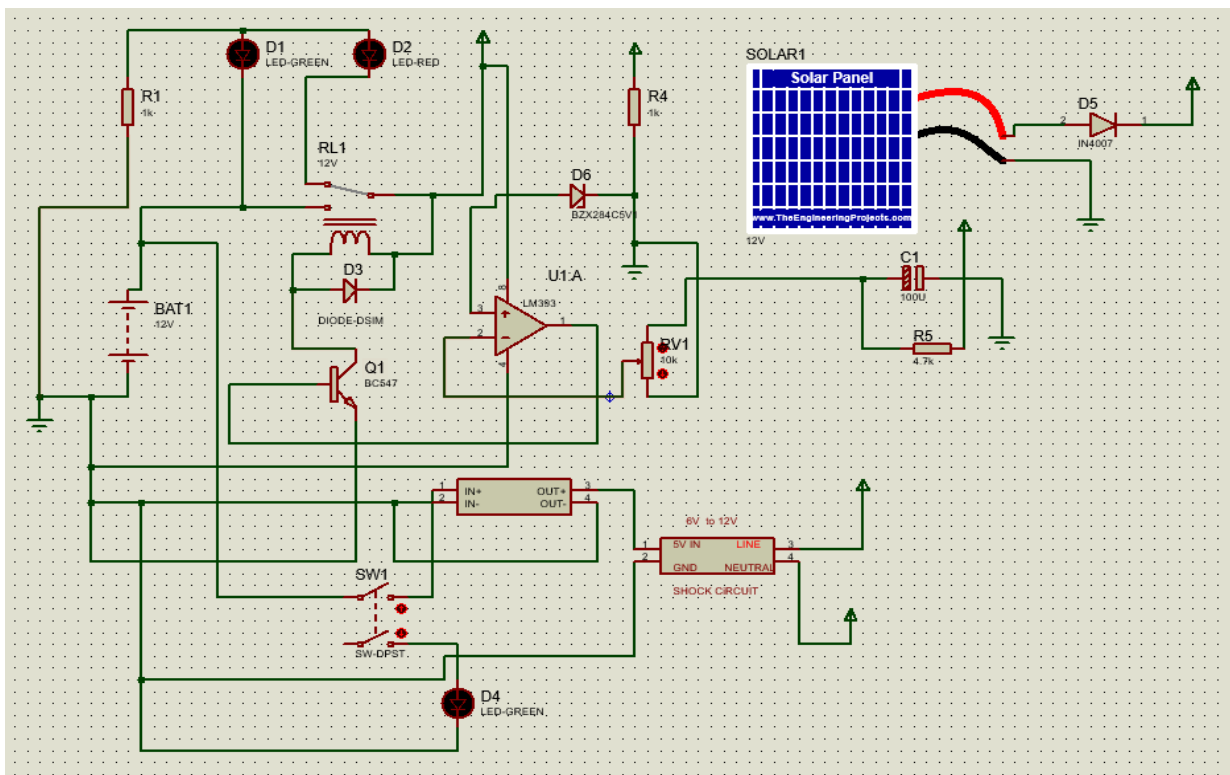 D1
LED-GREEN
D2
LED-RED
R1
1k
RL1
12V
R4
1k
D6
BZX284C5V1
SOLAR1
Solar Panel
www.TheEngineeringProjects.com
12V
D5
2
1
IN4007
D3
DIODE-DSIM
BAT1
12V
U1:A
8
3
2
1
4
LM393
RV1
10k
C1
100U
R5
4.7k
Q1
BC547
1
2
IN+
IN-
OUT+
OUT-
3
4
6V to 12V
1
2
5V IN
LINE
GND
NEUTRAL
3
4
SHOCK CIRCUIT
SW1
SW-DPST
D4
LED-GREEN